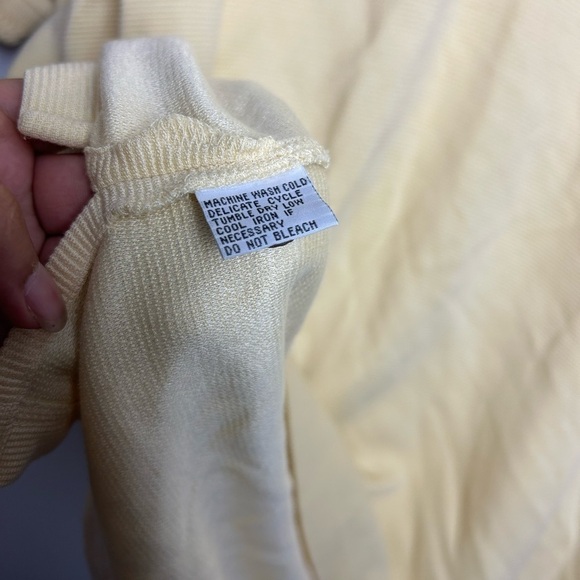 MACHINE WASH COLD:
DELICATE CYCLE
TUMBLE DRY LOW
COOL IRON IF
NECESSARY
DO NOT BLEACH